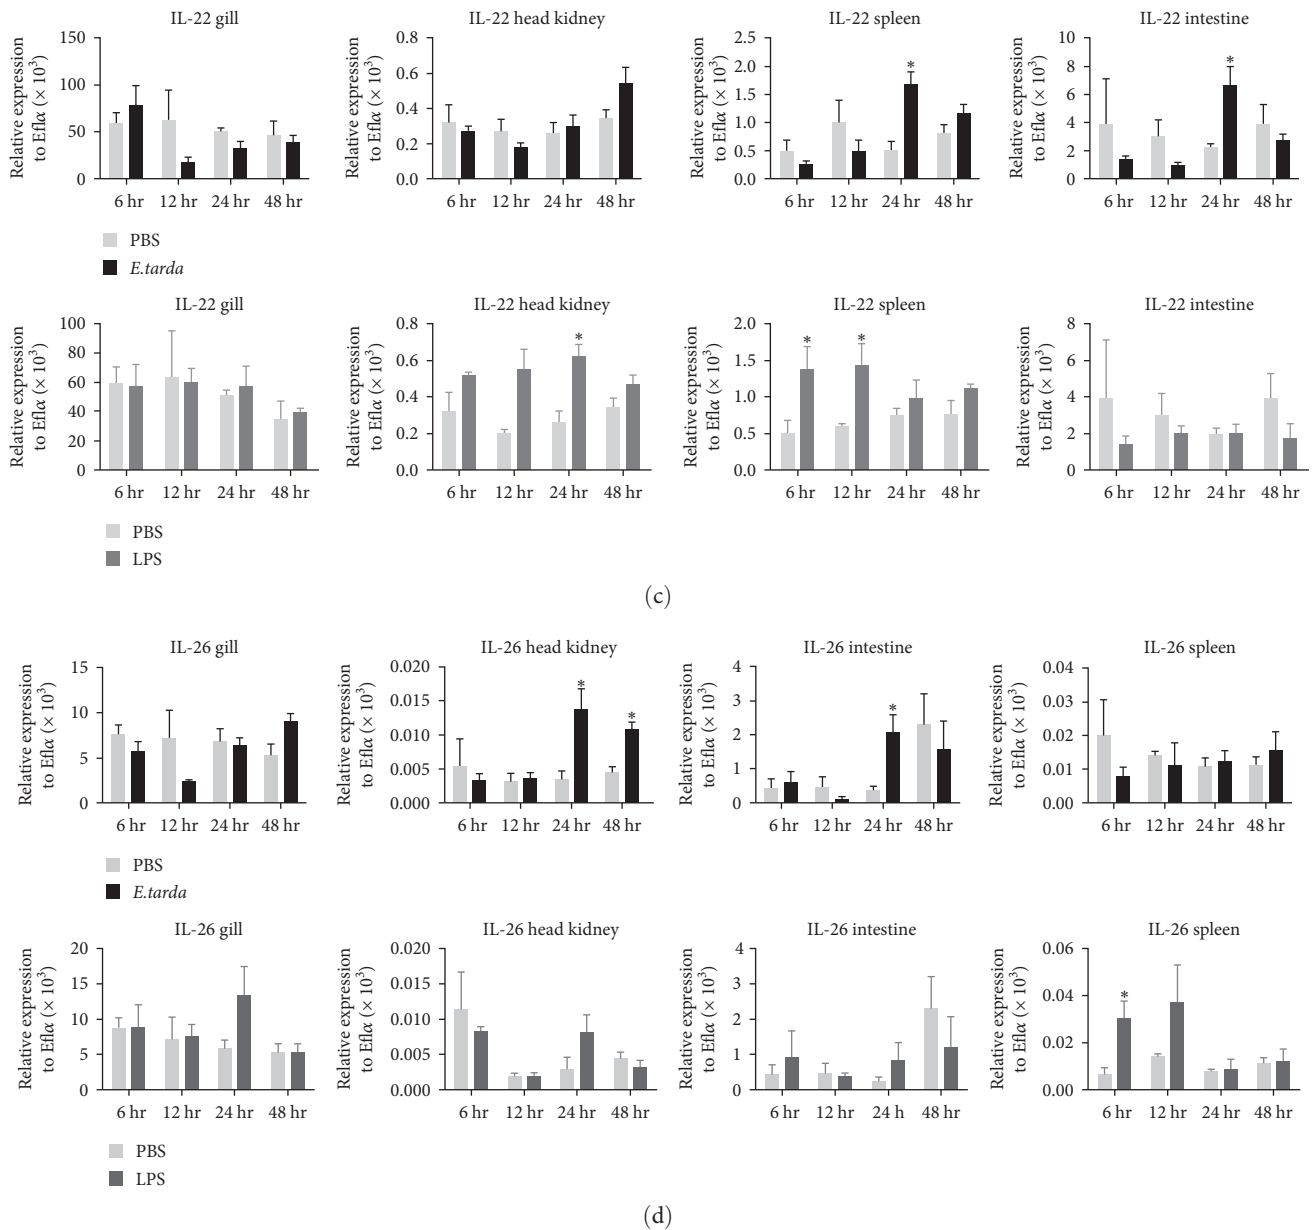 IL-22 gill
Relative expression
to Eflα (× 10³)
150
100
50
0
6 hr 12 hr 24 hr 48 hr
IL-22 head kidney
Relative expression
to Eflα (× 10³)
0.8
0.6
0.4
0.2
0.0
6 hr 12 hr 24 hr 48 hr
IL-22 spleen
Relative expression
to Eflα (× 10³)
2.5
2.0
1.5
1.0
0.5
0.0
*
6 hr 12 hr 24 hr 48 hr
IL-22 intestine
Relative expression
to Eflα (× 10³)
10
8
6
4
2
0
*
6 hr 12 hr 24 hr 48 hr
PBS
E.tarda
IL-22 gill
Relative expression
to Eflα (× 10³)
100
80
60
40
20
0
6 hr 12 hr 24 hr 48 hr
IL-22 head kidney
Relative expression
to Eflα (× 10³)
0.8
0.6
0.4
0.2
0.0
*
6 hr 12 hr 24 hr 48 hr
IL-22 spleen
Relative expression
to Eflα (× 10³)
2.0
1.5
1.0
0.5
0.0
* *
6 hr 12 hr 24 hr 48 hr
IL-22 intestine
Relative expression
to Eflα (× 10³)
8
6
4
2
0
6 hr 12 hr 24 hr 48 hr
PBS
LPS
(c)
IL-26 gill
Relative expression
to Eflα (× 10³)
15
10
5
0
6 hr 12 hr 24 hr 48 hr
IL-26 head kidney
Relative expression
to Eflα (× 10³)
0.020
0.015
0.010
0.005
0.000
* *
6 hr 12 hr 24 hr 48 hr
IL-26 intestine
Relative expression
to Eflα (× 10³)
4
3
2
1
0
*
6 hr 12 hr 24 hr 48 hr
IL-26 spleen
Relative expression
to Eflα (× 10³)
0.04
0.03
0.02
0.01
0.00
6 hr 12 hr 24 hr 48 hr
PBS
E.tarda
IL-26 gill
Relative expression
to Eflα (× 10³)
20
15
10
5
0
6 hr 12 hr 24 hr 48 hr
IL-26 head kidney
Relative expression
to Eflα (× 10³)
0.020
0.015
0.010
0.005
0.000
6 hr 12 hr 24 hr 48 hr
IL-26 intestine
Relative expression
to Eflα (× 10³)
4
3
2
1
0
6 hr 12 hr 24 h 48 hr
IL-26 spleen
Relative expression
to Eflα (× 10³)
0.06
0.04
0.02
0.00
*
6 hr 12 hr 24 hr 48 hr
PBS
LPS
(d)